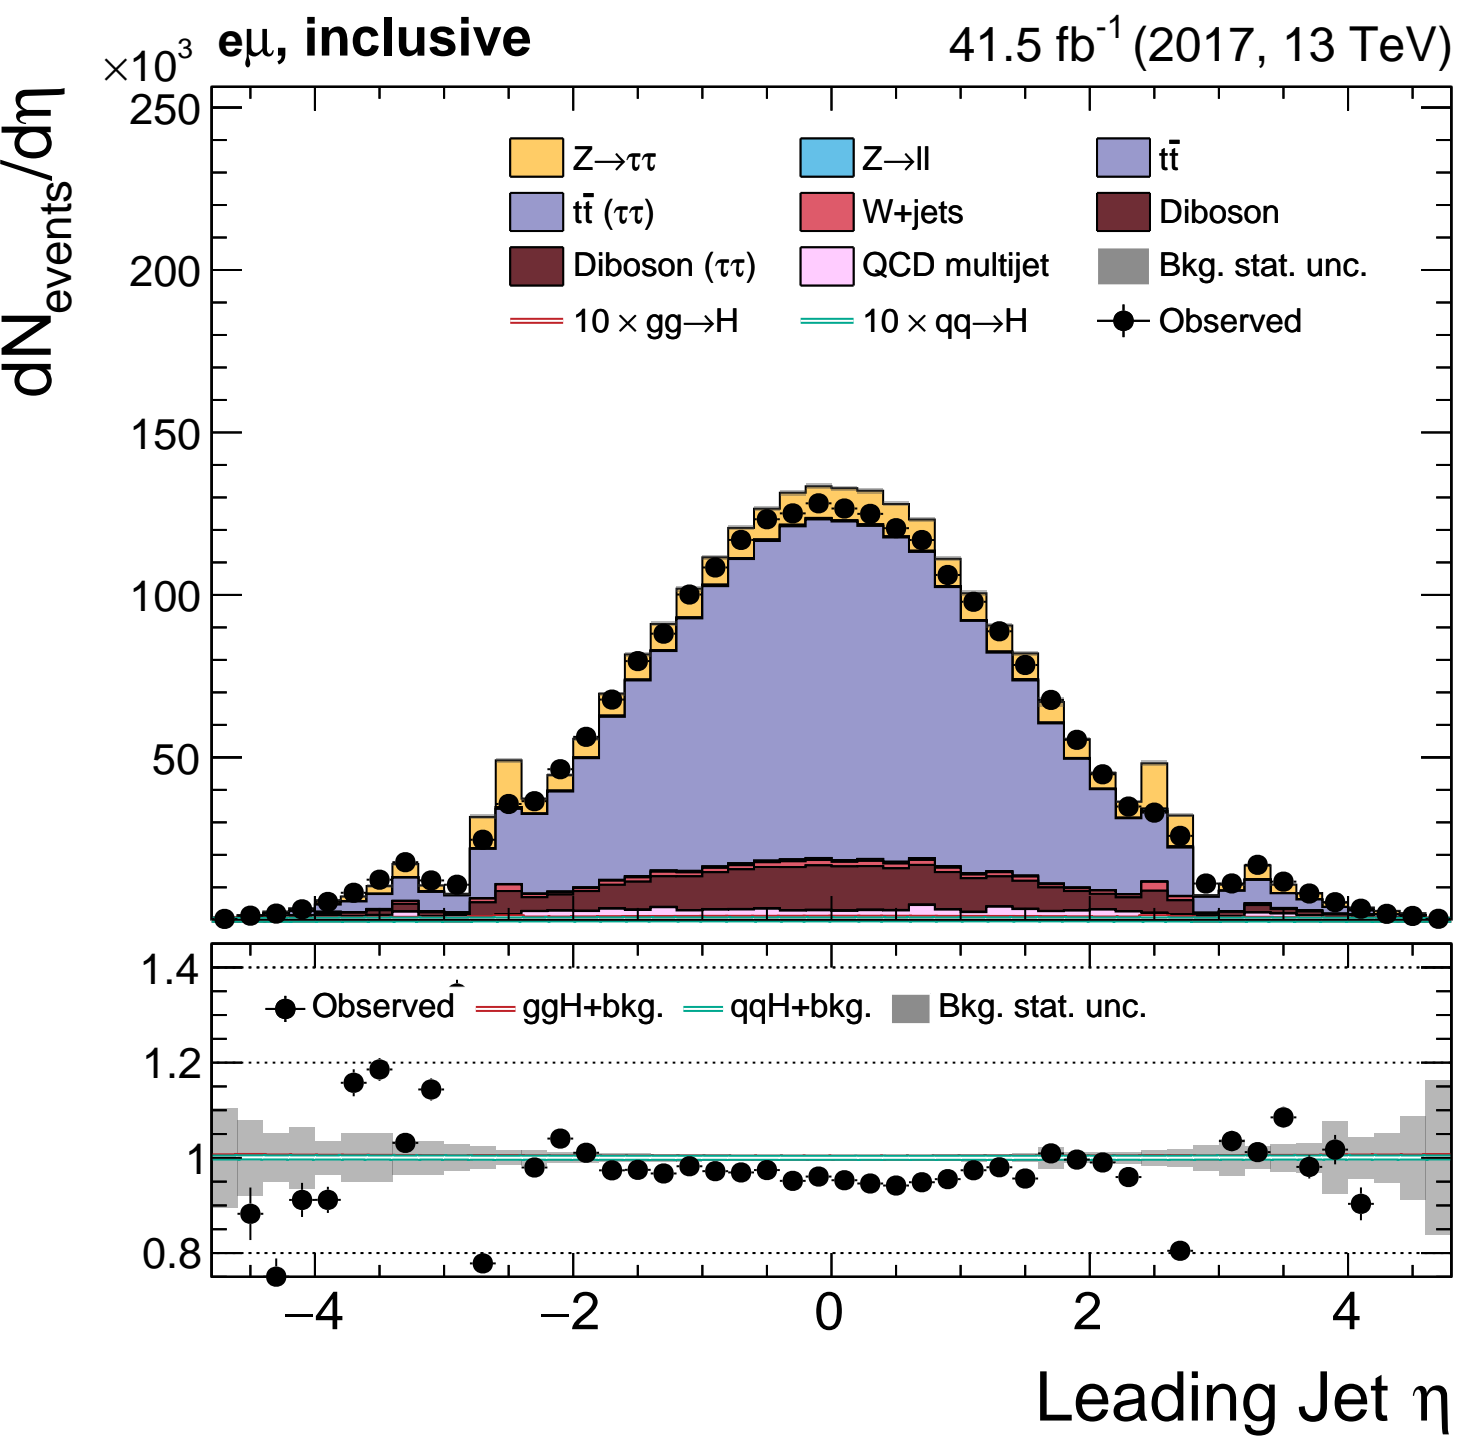 ×10³ eμ, inclusive 41.5 fb⁻¹ (2017, 13 TeV)
dN_events/dη
250
200
150
100
50
Z→ττ Z→ll tt̄
tt̄ (ττ) W+jets Diboson
Diboson (ττ) QCD multijet Bkg. stat. unc.
10 × gg→H 10 × qq→H Observed
1.4
1.2
1
0.8
Observed ggH+bkg. qqH+bkg. Bkg. stat. unc.
−4 −2 0 2 4
Leading Jet η